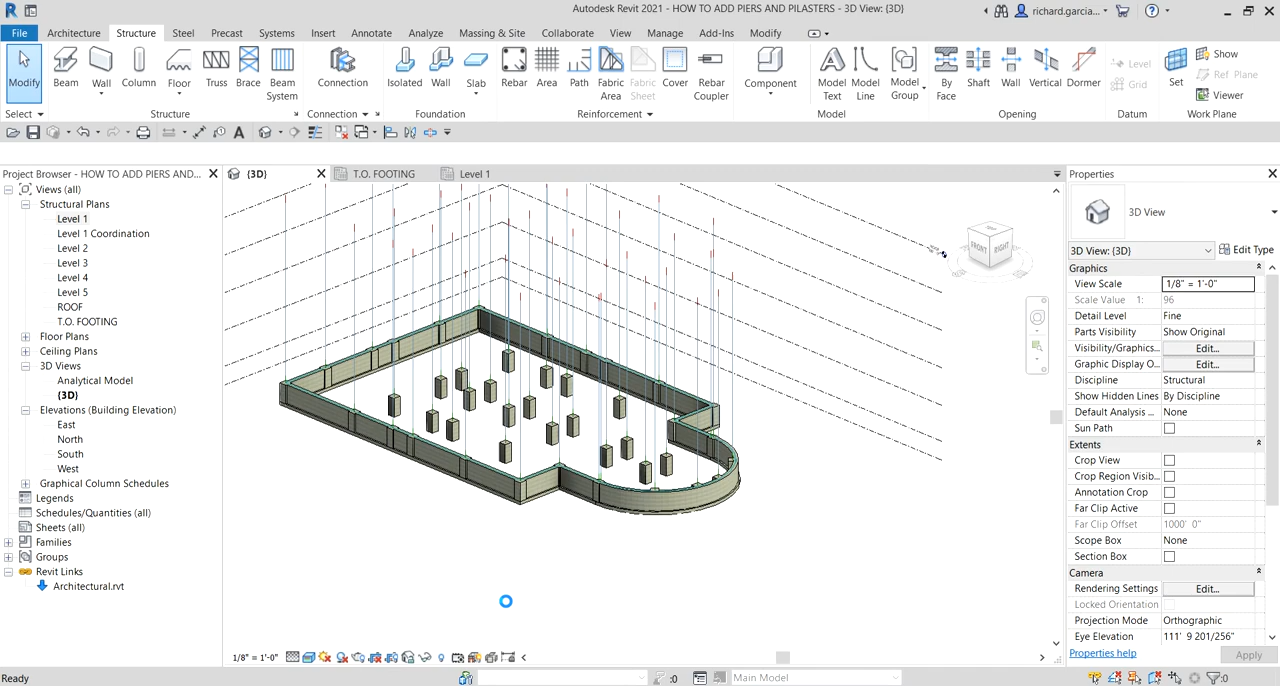 Autodesk Revit 2021 - HOW TO ADD PIERS AND PILASTERS - 3D View: {3D}
richard.garcia...
File Architecture Structure Steel Precast Systems Insert Annotate Analyze Massing & Site Collaborate View Manage Add-Ins Modify
Modify Beam Wall Column Floor Truss Brace Beam System Connection Isolated Wall Slab Rebar Area Path Fabric Area Fabric Sheet Cover Rebar Coupler Component Model Text Model Line Model Group By Face Shaft Wall Vertical Dormer Level Grid Set Show Ref Plane Viewer
Select Structure Connection Foundation Reinforcement Model Opening Datum Work Plane
Project Browser - HOW TO ADD PIERS AND...
Views (all)
Structural Plans
Level 1
Level 1 Coordination
Level 2
Level 3
Level 4
Level 5
ROOF
T.O. FOOTING
Floor Plans
Ceiling Plans
3D Views
Analytical Model
{3D}
Elevations (Building Elevation)
East
North
South
West
Graphical Column Schedules
Legends
Schedules/Quantities (all)
Sheets (all)
Families
Groups
Revit Links
Architectural.rvt
{3D} T.O. FOOTING Level 1
FRONT RIGHT
1/8" = 1'-0"
Properties
3D View
3D View: {3D} Edit Type
Graphics
View Scale 1/8" = 1'-0"
Scale Value 1: 96
Detail Level Fine
Parts Visibility Show Original
Visibility/Graphics... Edit...
Graphic Display O... Edit...
Discipline Structural
Show Hidden Lines By Discipline
Default Analysis ... None
Sun Path
Extents
Crop View
Crop Region Visib...
Annotation Crop
Far Clip Active
Far Clip Offset 1000' 0"
Scope Box None
Section Box
Camera
Rendering Settings Edit...
Locked Orientation
Projection Mode Orthographic
Eye Elevation 111' 9 201/256"
Properties help Apply
Ready :0 Main Model :0